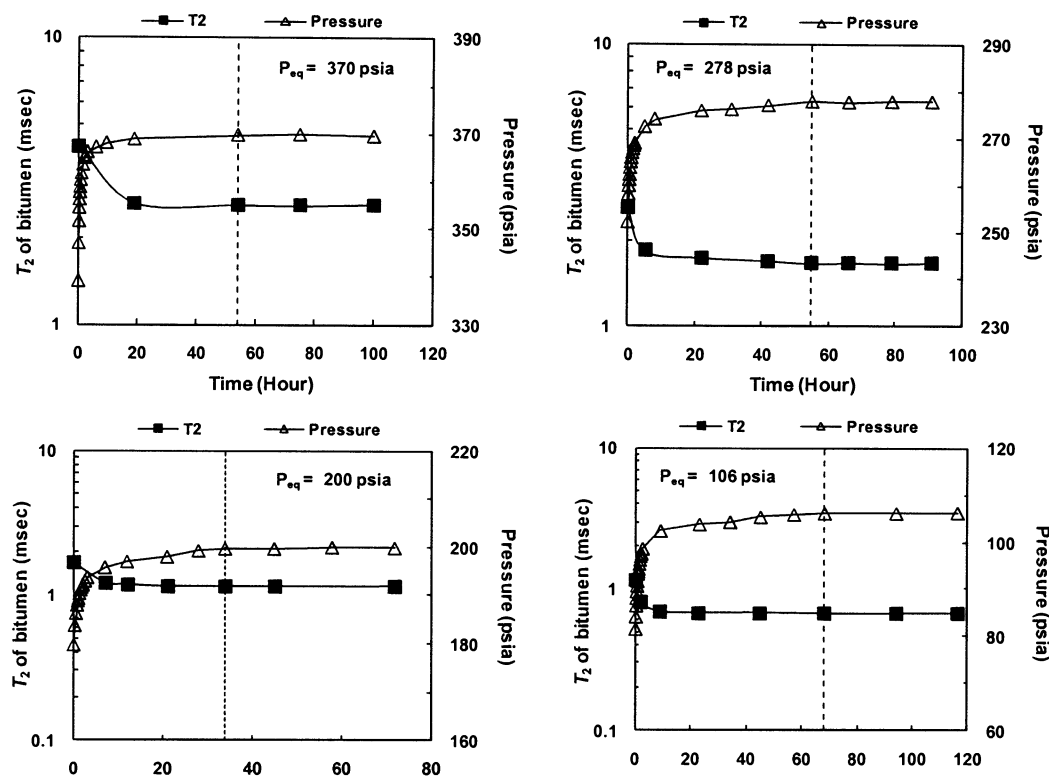 T2 Pressure
10 390
P_eq = 370 psia
370
350
1 330
T₂ of bitumen (msec)
Pressure (psia)
0 20 40 60 80 100 120
Time (Hour)
T2 Pressure
10 290
P_eq = 278 psia
270
250
1 230
T₂ of bitumen (msec)
Pressure (psia)
0 20 40 60 80 100
Time (Hour)
T2 Pressure
10 220
P_eq = 200 psia
200
1
180
0.1 160
T₂ of bitumen (msec)
Pressure (psia)
0 20 40 60 80
T2 Pressure
10 120
P_eq = 106 psia
100
1
80
0.1 60
T₂ of bitumen (msec)
Pressure (psia)
0 20 40 60 80 100 120